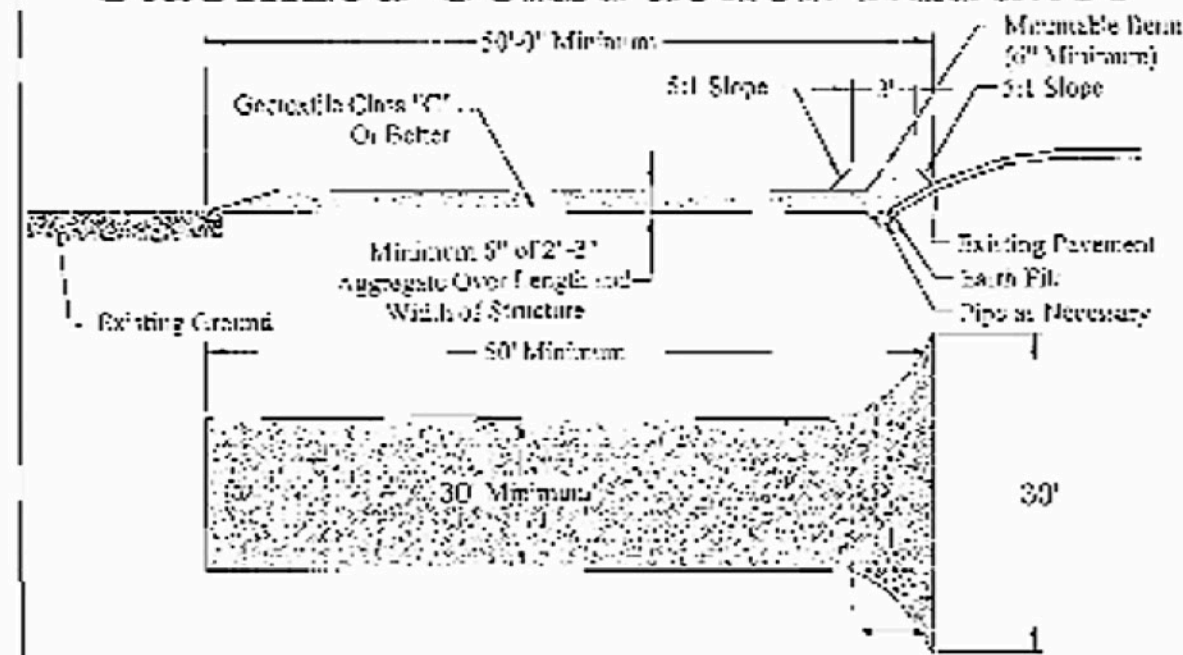 50'-0" Minimum
Mountable Berm
(6" Minimum)
5:1 Slope
3'
5:1 Slope
Geotextile Class "C"
Or Better
Minimum 6" of 2"-3"
Aggregate Over Length and
Width of Structure
Existing Pavement
Earth Fill
Pipe as Necessary
Existing Ground
50' Minimum
30' Minimum
30'